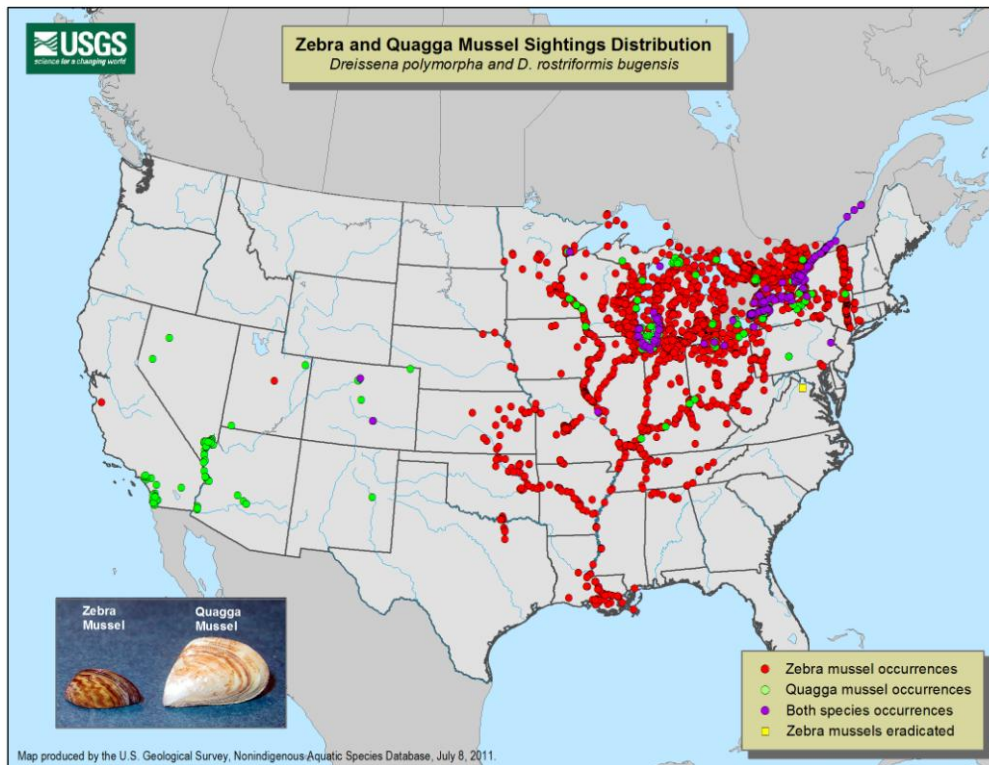 USGS
science for a changing world
Zebra and Quagga Mussel Sightings Distribution
Dreissena polymorpha and D. rostriformis bugensis
Zebra Mussel
Quagga Mussel
Zebra mussel occurrences
Quagga mussel occurrences
Both species occurrences
Zebra mussels eradicated
Map produced by the U.S. Geological Survey, Nonindigenous Aquatic Species Database, July 8, 2011.